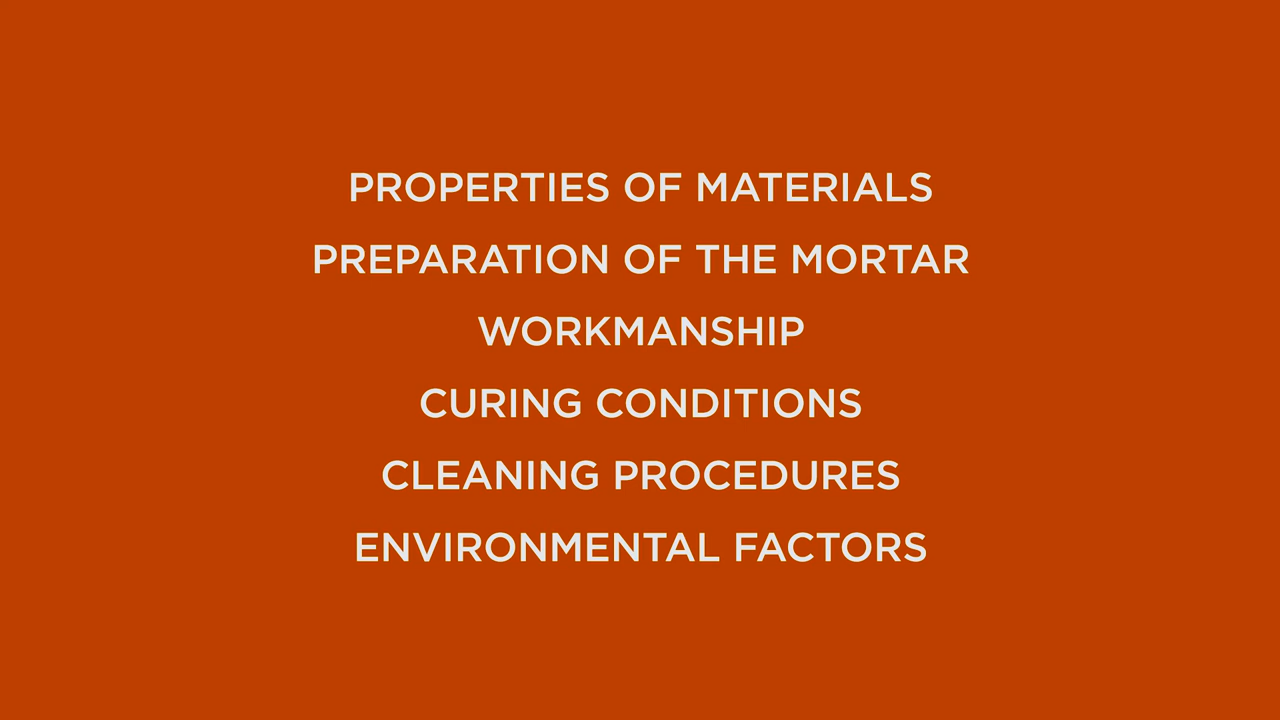 PROPERTIES OF MATERIALS
PREPARATION OF THE MORTAR
WORKMANSHIP
CURING CONDITIONS
CLEANING PROCEDURES
ENVIRONMENTAL FACTORS